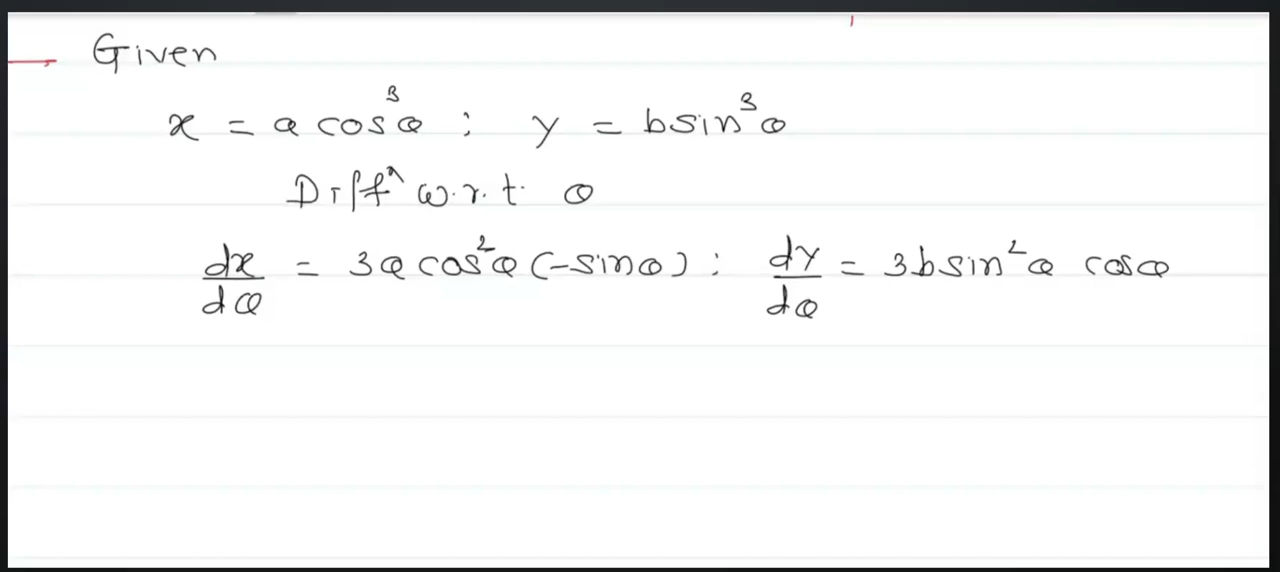 Given
x = a cos³θ ; y = b sin³θ
Diffⁿ w.r.t. θ
dx/dθ = 3a cos²θ (-sinθ) ; dy/dθ = 3b sin²θ cosθ